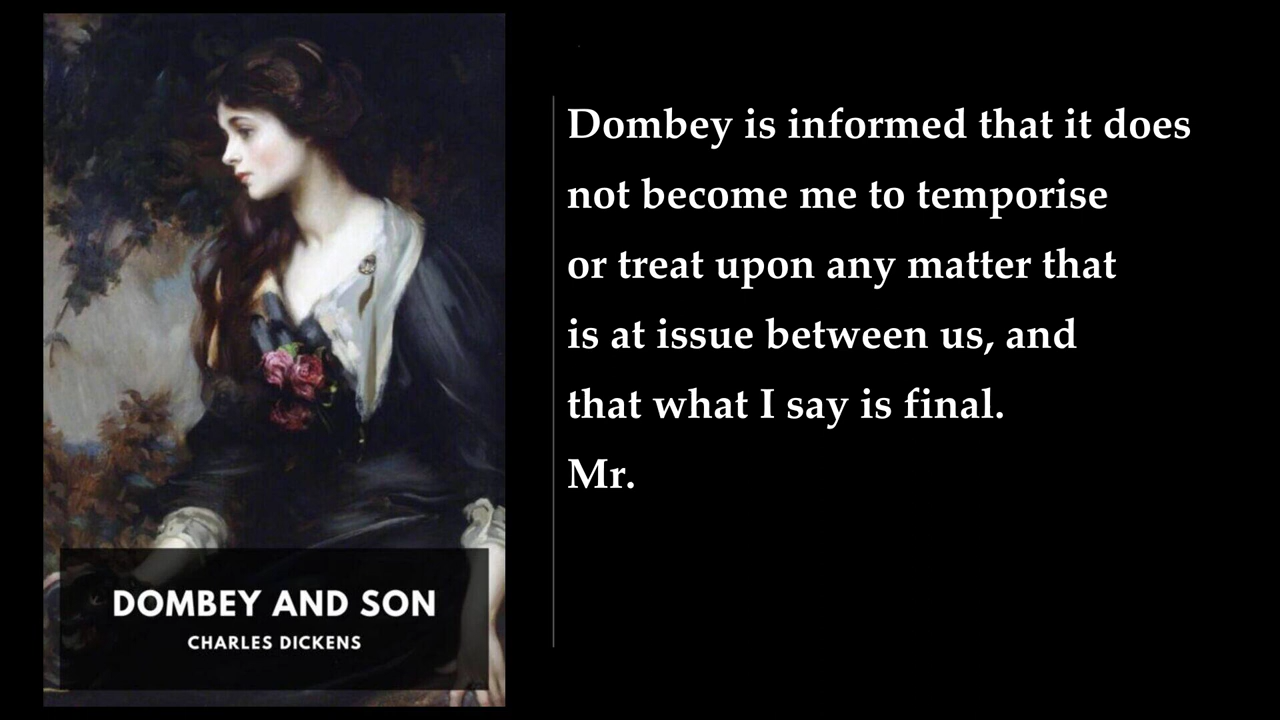 DOMBEY AND SON
CHARLES DICKENS
Dombey is informed that it does
not become me to temporise
or treat upon any matter that
is at issue between us, and
that what I say is final.
Mr.